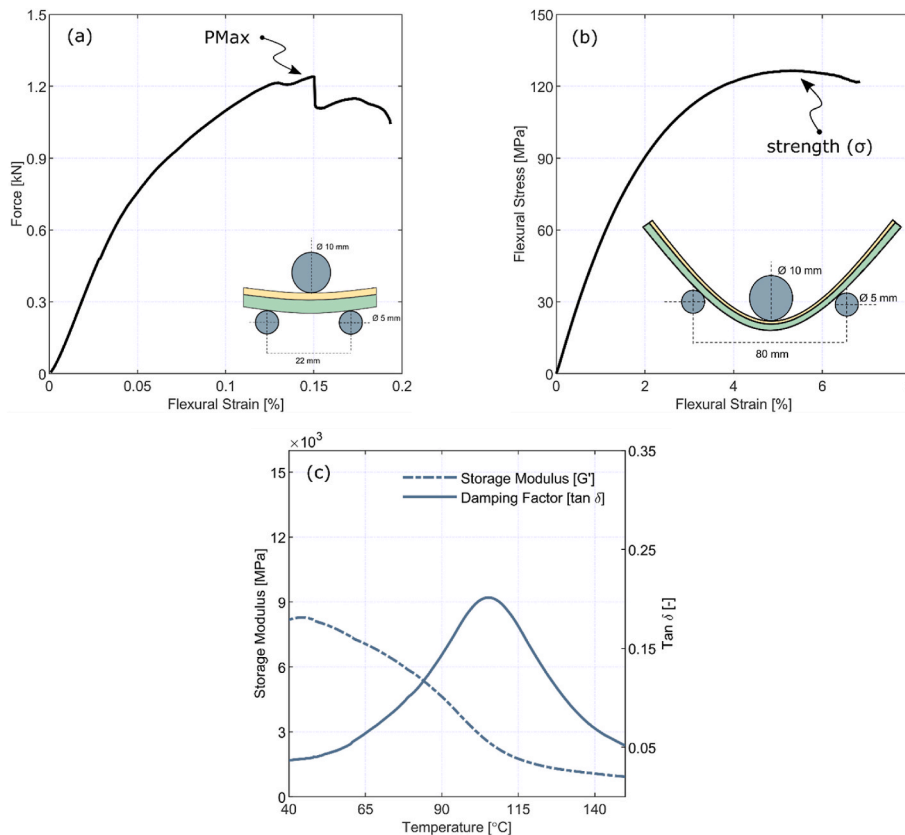 (a)
PMax
1.5
1.2
0.9
0.6
0.3
0
Force [kN]
Ø 10 mm
Ø 5 mm
22 mm
0
0.05
0.1
0.15
0.2
Flexural Strain [%]
(b)
150
120
90
60
30
0
Flexural Stress [MPa]
strength (σ)
Ø 10 mm
Ø 5 mm
80 mm
0
2
4
6
Flexural Strain [%]
×10³
(c)
15
12
9
6
3
0
Storage Modulus [MPa]
Storage Modulus [G']
Damping Factor [tan δ]
0.35
0.25
0.15
0.05
Tan δ [-]
40
65
90
115
140
Temperature [°C]